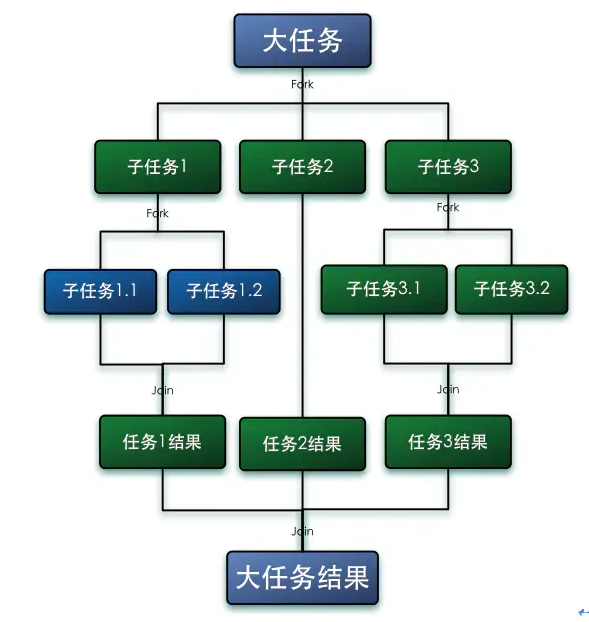 大任务
Fork
子任务1
子任务2
子任务3
Fork
Fork
子任务1.1
子任务1.2
子任务3.1
子任务3.2
Join
Join
任务1结果
任务2结果
任务3结果
Join
大任务结果